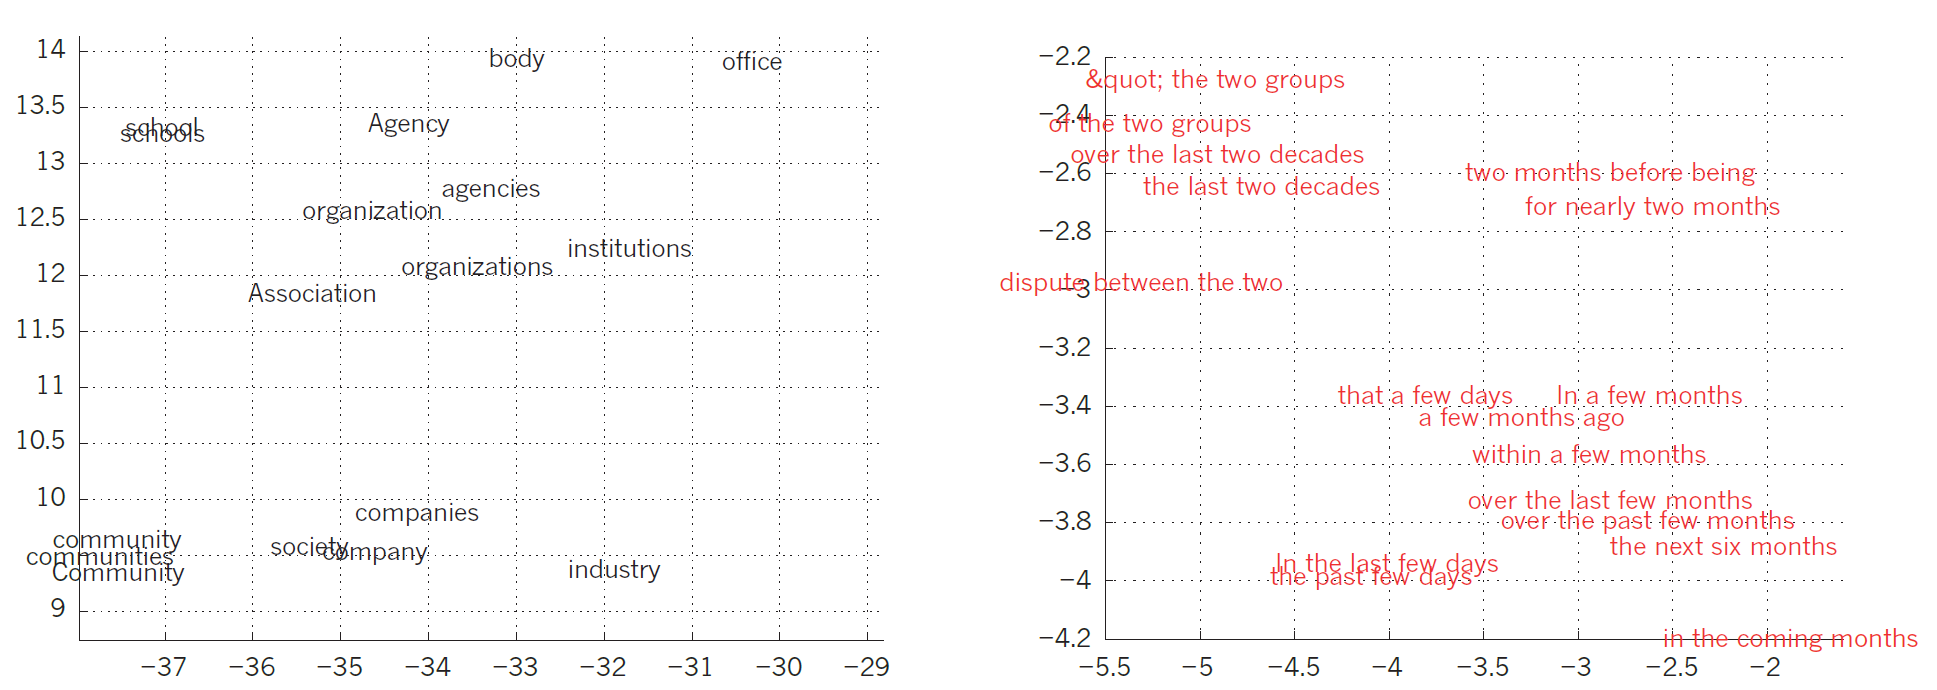 14
body
office
13.5
school
schools
Agency
13
agencies
organization
12.5
institutions
organizations
12
Association
11.5
11
10.5
10
companies
community
society
company
communities
Community
industry
9
−37 −36 −35 −34 −33 −32 −31 −30 −29
−2.2
&quot; the two groups
−2.4
of the two groups
over the last two decades
−2.6
two months before being
the last two decades
for nearly two months
−2.8
dispute between the two
−3
−3.2
that a few days
In a few months
−3.4
a few months ago
within a few months
−3.6
over the last few months
−3.8
over the past few months
the next six months
In the last few days
the past few days
−4
−4.2
in the coming months
−5.5 −5 −4.5 −4 −3.5 −3 −2.5 −2